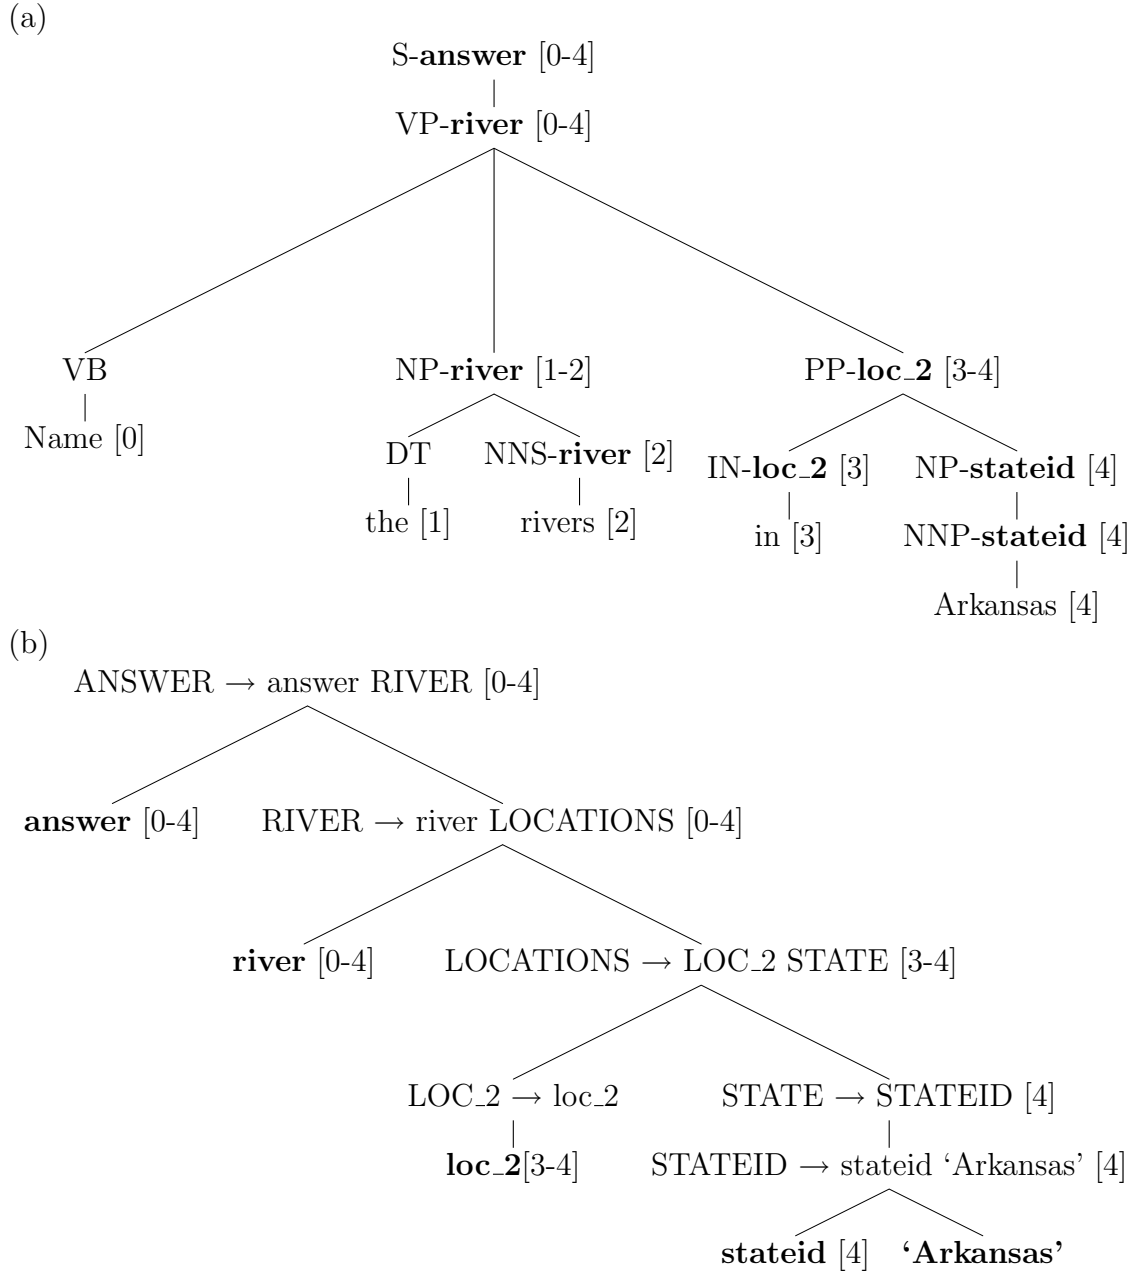 (a)
S-answer [0-4]
VP-river [0-4]
VB NP-river [1-2] PP-loc_2 [3-4]
Name [0]
DT NNS-river [2] IN-loc_2 [3] NP-stateid [4]
the [1] rivers [2] in [3] NNP-stateid [4]
Arkansas [4]
(b)
ANSWER → answer RIVER [0-4]
answer [0-4] RIVER → river LOCATIONS [0-4]
river [0-4] LOCATIONS → LOC_2 STATE [3-4]
LOC_2 → loc_2 STATE → STATEID [4]
loc_2[3-4] STATEID → stateid ‘Arkansas’ [4]
stateid [4] ‘Arkansas’